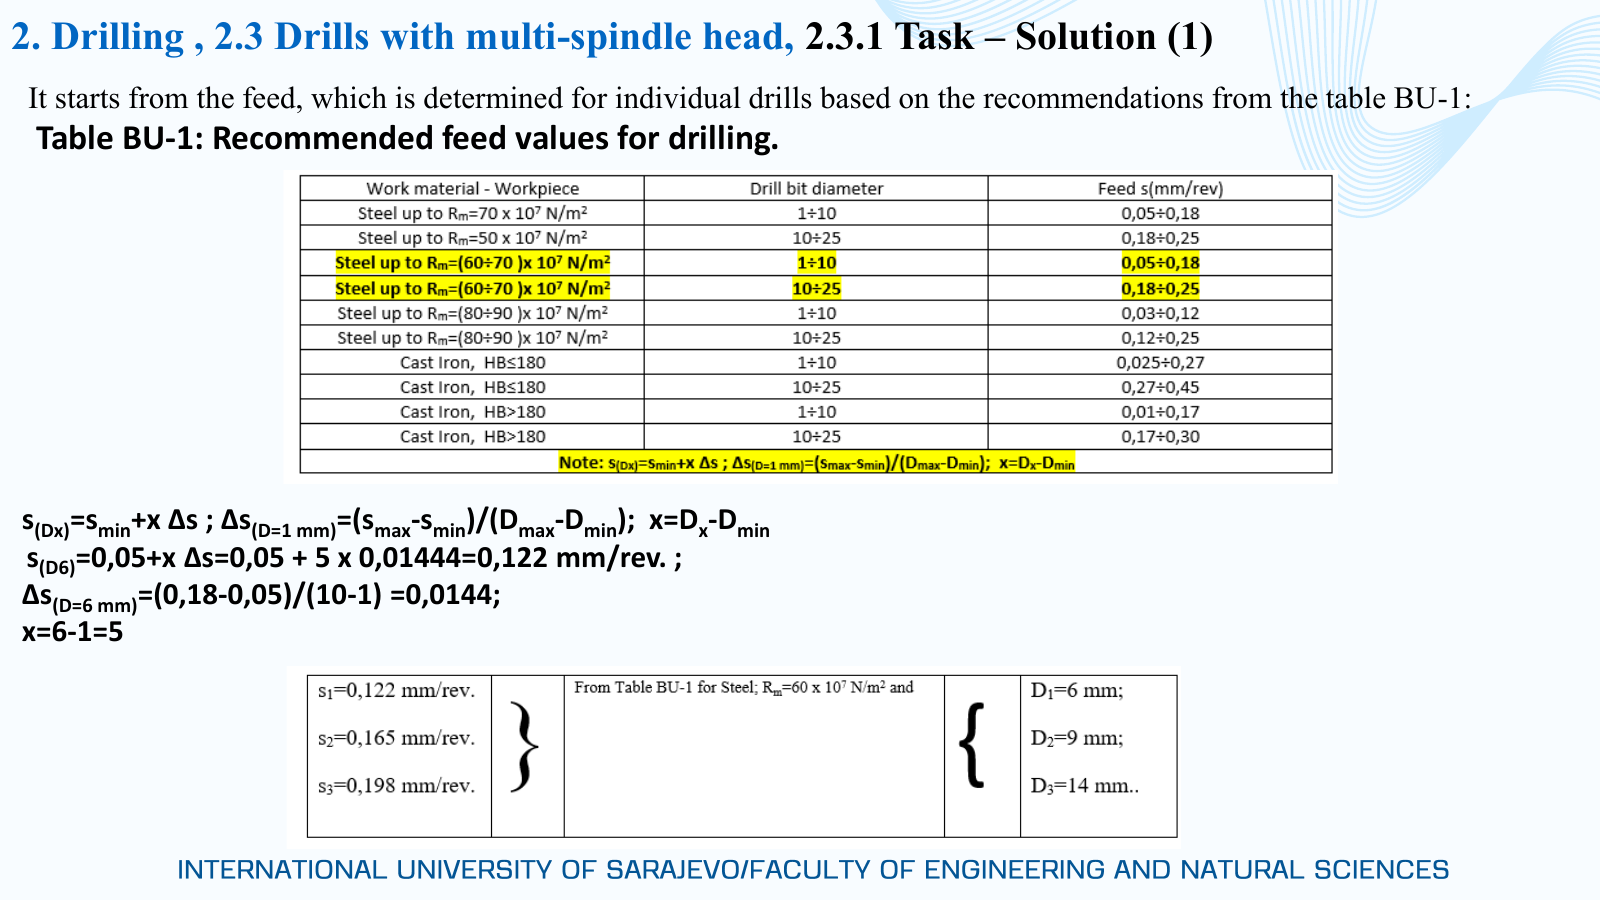 2. Drilling , 2.3 Drills with multi-spindle head, 2.3.1 Task – Solution (1)
It starts from the feed, which is determined for individual drills based on the recommendations from the table BU-1:
Table BU-1: Recommended feed values for drilling.
Work material - Workpiece Drill bit diameter Feed s(mm/rev)
Steel up to Rm=70 x 10⁷ N/m² 1÷10 0,05÷0,18
Steel up to Rm=50 x 10⁷ N/m² 10÷25 0,18÷0,25
Steel up to Rm=(60÷70 )x 10⁷ N/m² 1÷10 0,05÷0,18
Steel up to Rm=(60÷70 )x 10⁷ N/m² 10÷25 0,18÷0,25
Steel up to Rm=(80÷90 )x 10⁷ N/m² 1÷10 0,03÷0,12
Steel up to Rm=(80÷90 )x 10⁷ N/m² 10÷25 0,12÷0,25
Cast Iron, HB≤180 1÷10 0,025÷0,27
Cast Iron, HB≤180 10÷25 0,27÷0,45
Cast Iron, HB>180 1÷10 0,01÷0,17
Cast Iron, HB>180 10÷25 0,17÷0,30
Note: s(Dx)=smin+x Δs ; Δs(D=1 mm)=(smax-smin)/(Dmax-Dmin); x=Dx-Dmin
s(Dx)=smin+x Δs ; Δs(D=1 mm)=(smax-smin)/(Dmax-Dmin); x=Dx-Dmin
s(D6)=0,05+x Δs=0,05 + 5 x 0,01444=0,122 mm/rev. ;
Δs(D=6 mm)=(0,18-0,05)/(10-1) =0,0144;
x=6-1=5
s₁=0,122 mm/rev. } From Table BU-1 for Steel; Rm=60 x 10⁷ N/m² and { D₁=6 mm;
s₂=0,165 mm/rev. D₂=9 mm;
s₃=0,198 mm/rev. D₃=14 mm..
INTERNATIONAL UNIVERSITY OF SARAJEVO/FACULTY OF ENGINEERING AND NATURAL SCIENCES